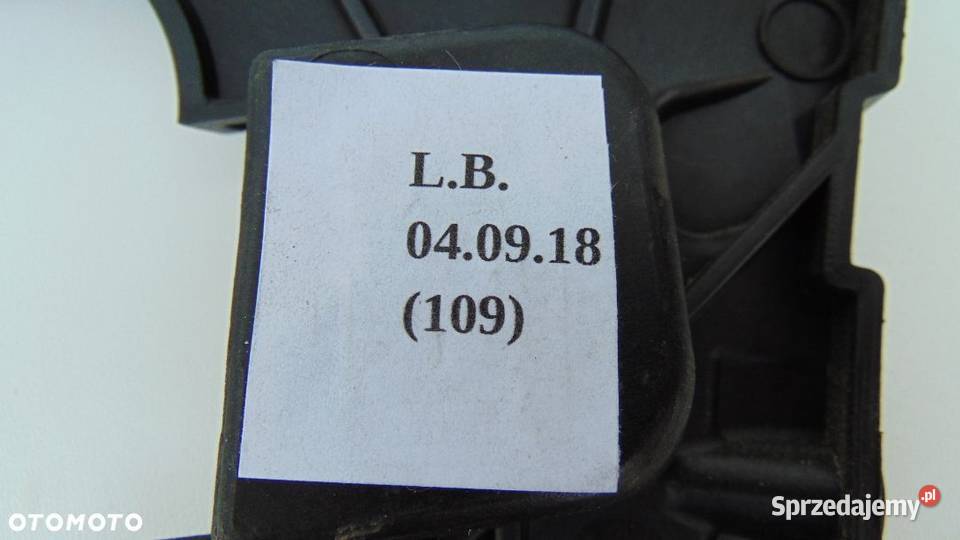 L.B.
04.09.18
(109)
OTOMOTO
Sprzedajemy.pl